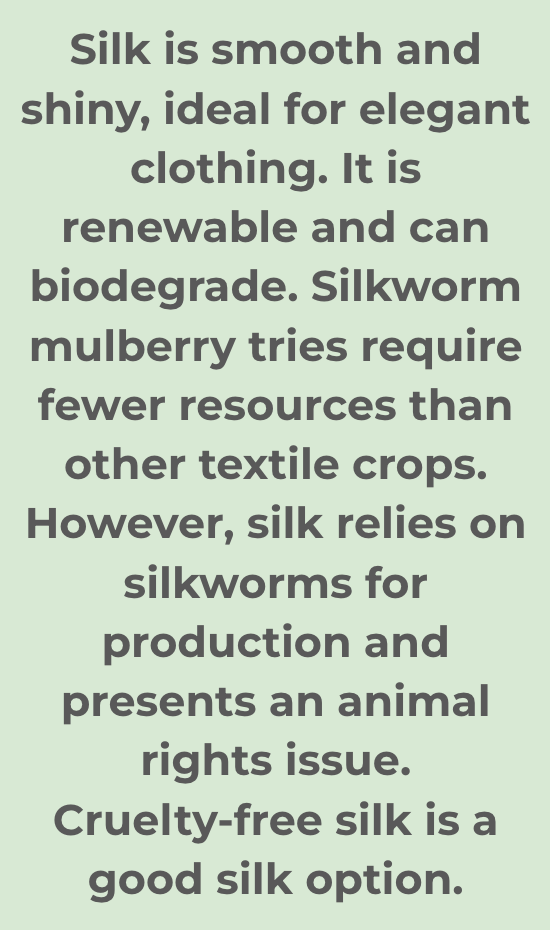 Silk is smooth and
shiny, ideal for elegant
clothing. It is
renewable and can
biodegrade. Silkworm
mulberry tries require
fewer resources than
other textile crops.
However, silk relies on
silkworms for
production and
presents an animal
rights issue.
Cruelty-free silk is a
good silk option.